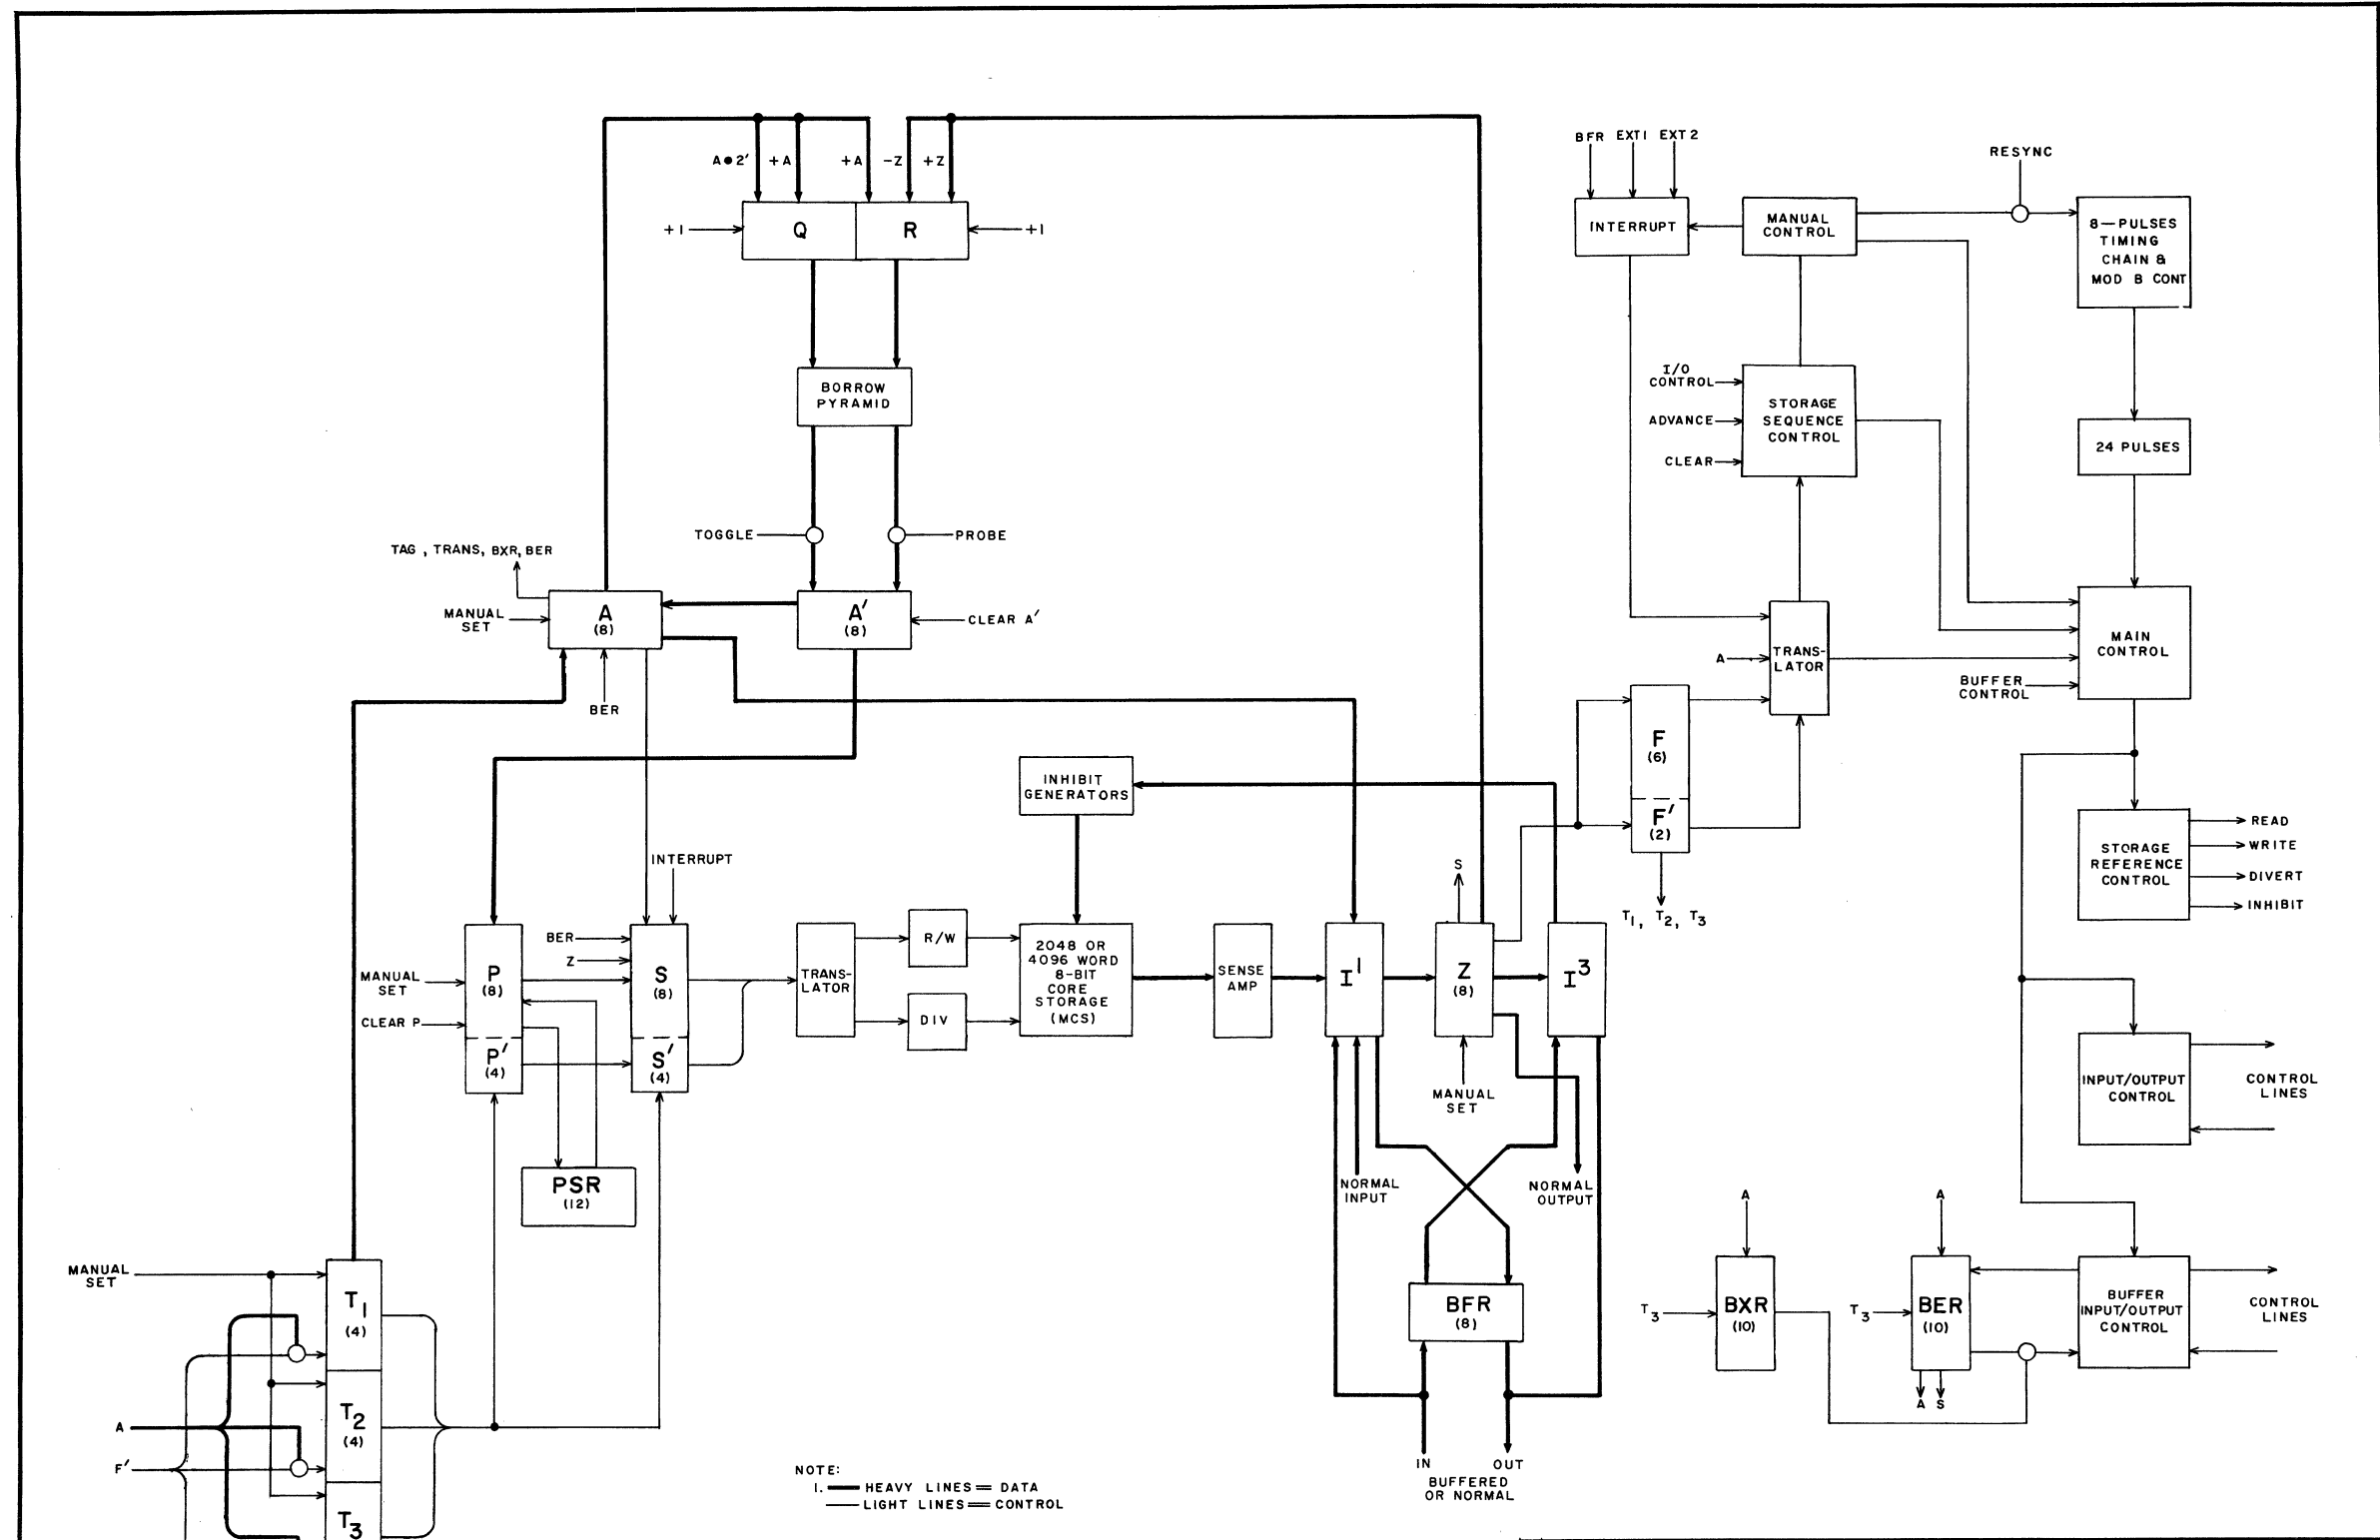 BFR EXT1 EXT2
RESYNC
A●2′ +A +A -Z +Z
+1
Q
R
+1
INTERRUPT
MANUAL
CONTROL
8—PULSES
TIMING
CHAIN &
MOD B CONT
BORROW
PYRAMID
I/O
CONTROL
ADVANCE
CLEAR
STORAGE
SEQUENCE
CONTROL
24 PULSES
TOGGLE
PROBE
TAG , TRANS, BXR, BER
MANUAL
SET
A
(8)
A′
(8)
CLEAR A′
BER
A
TRANS-
LATOR
MAIN
CONTROL
BUFFER
CONTROL
F
(6)
F′
(2)
T1, T2, T3
INHIBIT
GENERATORS
STORAGE
REFERENCE
CONTROL
READ
WRITE
DIVERT
INHIBIT
INTERRUPT
S
MANUAL
SET
CLEAR P
P
(8)
P′
(4)
BER
Z
S
(8)
S′
(4)
TRANS-
LATOR
R/W
DIV
2048 OR
4096 WORD
8-BIT
CORE
STORAGE
(MCS)
SENSE
AMP
I1
Z
(8)
I3
MANUAL
SET
INPUT/OUTPUT
CONTROL
CONTROL
LINES
PSR
(12)
NORMAL
INPUT
NORMAL
OUTPUT
A
A
MANUAL
SET
T1
(4)
T2
(4)
T3
A
F′
BFR
(8)
T3
BXR
(10)
T3
BER
(10)
A S
BUFFER
INPUT/OUTPUT
CONTROL
CONTROL
LINES
IN
OUT
BUFFERED
OR NORMAL
NOTE:
1. HEAVY LINES = DATA
LIGHT LINES = CONTROL